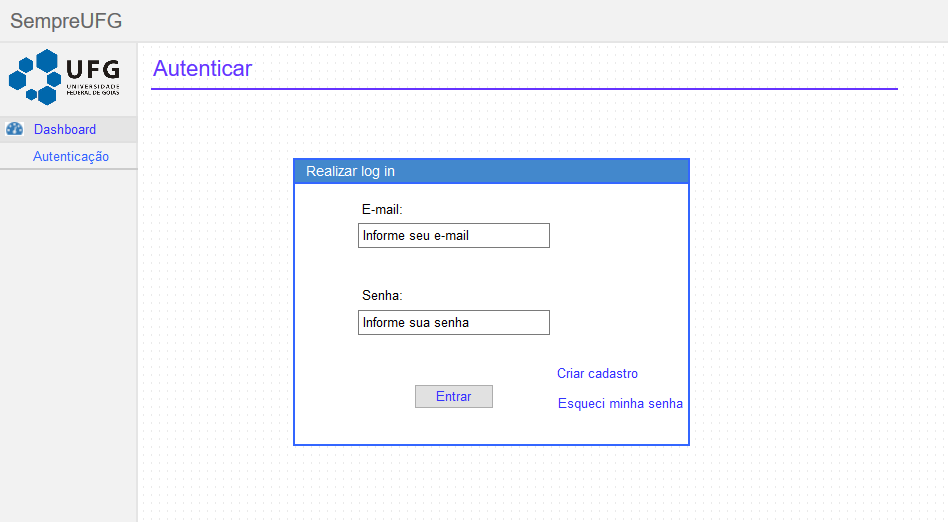 SempreUFG
UFG
UNIVERSIDADE
FEDERAL DE GOIÁS
Dashboard
Autenticação
Autenticar
Realizar log in
E-mail:
Informe seu e-mail
Senha:
Informe sua senha
Entrar
Criar cadastro
Esqueci minha senha